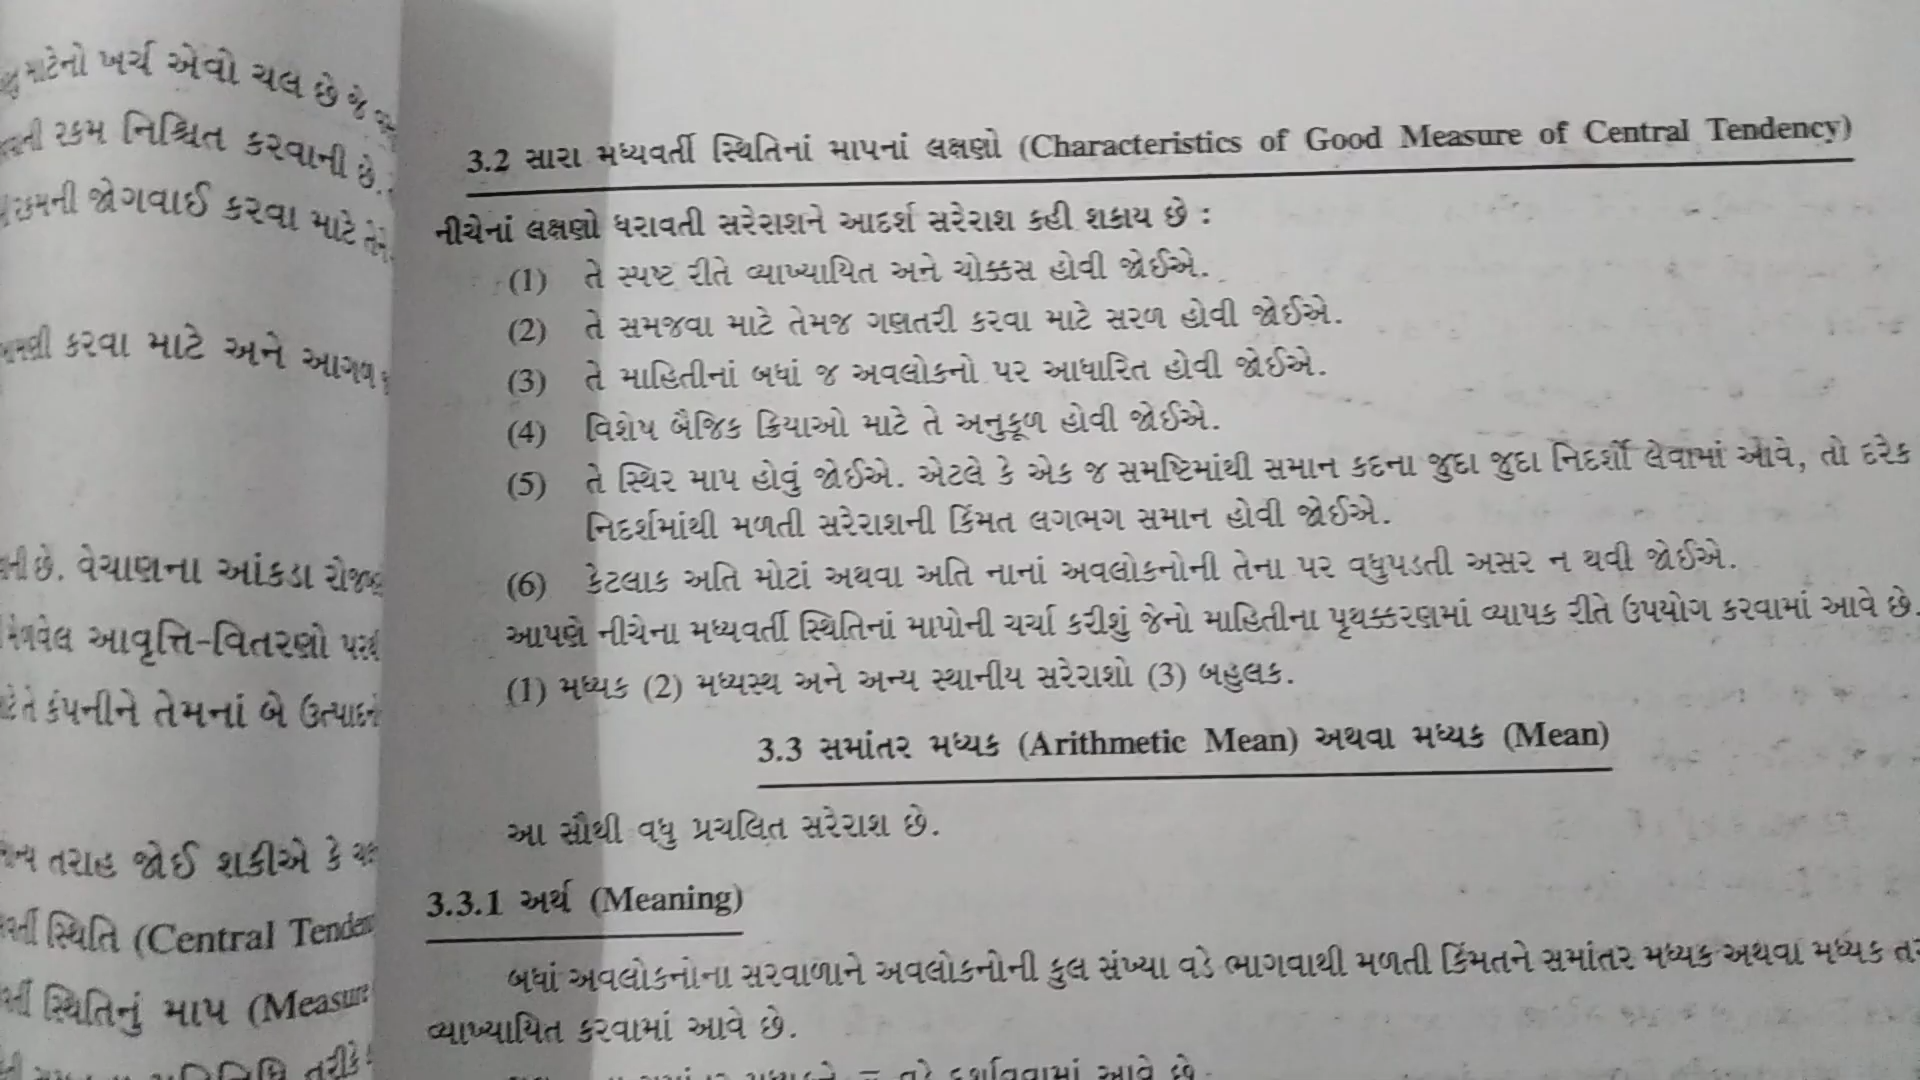 માટેનો ખર્ચ એવો ચલ છે જે
રકમ નિશ્ચિત કરવાની છે.
રકમની જોગવાઈ કરવા માટે
કરવા માટે અને આગળ
છે. વેચાણના આંકડા
મેળવેલ આવૃત્તિ-વિતરણો
તે કંપનીને તેમનાં બે
તરાહ જોઈ શકીએ કે
સ્થિતિ (Central
સ્થિતિનું માપ
3.2 સારા મધ્યવર્તી સ્થિતિનાં માપનાં લક્ષણો (Characteristics of Good Measure of Central Tendency)
નીચેનાં લક્ષણો ધરાવતી સરેરાશને આદર્શ સરેરાશ કહી શકાય છે :
(1) તે સ્પષ્ટ રીતે વ્યાખ્યાયિત અને ચોક્કસ હોવી જોઈએ.
(2) તે સમજવા માટે તેમજ ગણતરી કરવા માટે સરળ હોવી જોઈએ.
(3) તે માહિતીનાં બધાં જ અવલોકનો પર આધારિત હોવી જોઈએ.
(4) વિશેષ બૈજિક ક્રિયાઓ માટે તે અનુકૂળ હોવી જોઈએ.
(5) તે સ્થિર માપ હોવું જોઈએ. એટલે કે એક જ સમષ્ટિમાંથી સમાન કદના જુદા જુદા નિદર્શો લેવામાં આવે, તો દરેક
નિદર્શમાંથી મળતી સરેરાશની કિંમત લગભગ સમાન હોવી જોઈએ.
(6) કેટલાક અતિ મોટાં અથવા અતિ નાનાં અવલોકનોની તેના પર વધુપડતી અસર ન થવી જોઈએ.
આપણે નીચેના મધ્યવર્તી સ્થિતિનાં માપોની ચર્ચા કરીશું જેનો માહિતીના પૃથક્કરણમાં વ્યાપક રીતે ઉપયોગ કરવામાં આવે છે.
(1) મધ્યક (2) મધ્યસ્થ અને અન્ય સ્થાનીય સરેરાશો (3) બહુલક.
3.3 સમાંતર મધ્યક (Arithmetic Mean) અથવા મધ્યક (Mean)
આ સૌથી વધુ પ્રચલિત સરેરાશ છે.
3.3.1 અર્થ (Meaning)
બધાં અવલોકનોના સરવાળાને અવલોકનોની કુલ સંખ્યા વડે ભાગવાથી મળતી કિંમતને સમાંતર મધ્યક અથવા મધ્યક
વ્યાખ્યાયિત કરવામાં આવે છે.